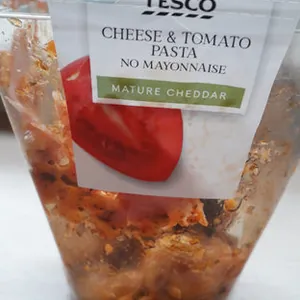 TESCO
CHEESE & TOMATO
PASTA
NO MAYONNAISE
MATURE CHEDDAR